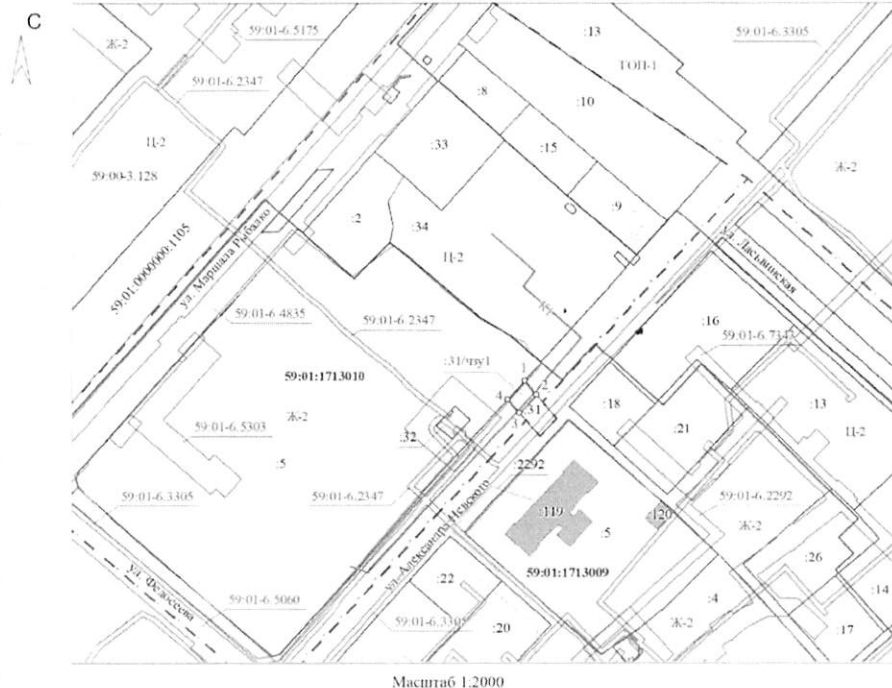 С
59:01-6.5175
:13
59:01-6.3305
Ж-2
ТОП-1
59:01-6.2347
:8
:10
Ц-2
:33
:15
Ж-2
59:00-3.128
:9
:2
:34
ул. Маршала Рыбалко
ул. Ласьвинская
59:01:0000000:1105
Ц-2
КН
59:01-6.4835
59:01-6.2347
:16
:31/чзу1
59:01:1713010
1
2
4
:31
3
Ж-2
:18
:13
59:01-6.5303
:32
:21
Ц-2
:5
:2292
59:01-6.3305
59:01-6.2347
59:01-6.2292
ул. Александра Невского
:119
:120
:5
Ж-2
:26
ул. Федосеева
:22
59:01:1713009
59:01-6.5060
:4
:14
59:01-6.3305
:20
Ж-2
:17
Масштаб 1:2000